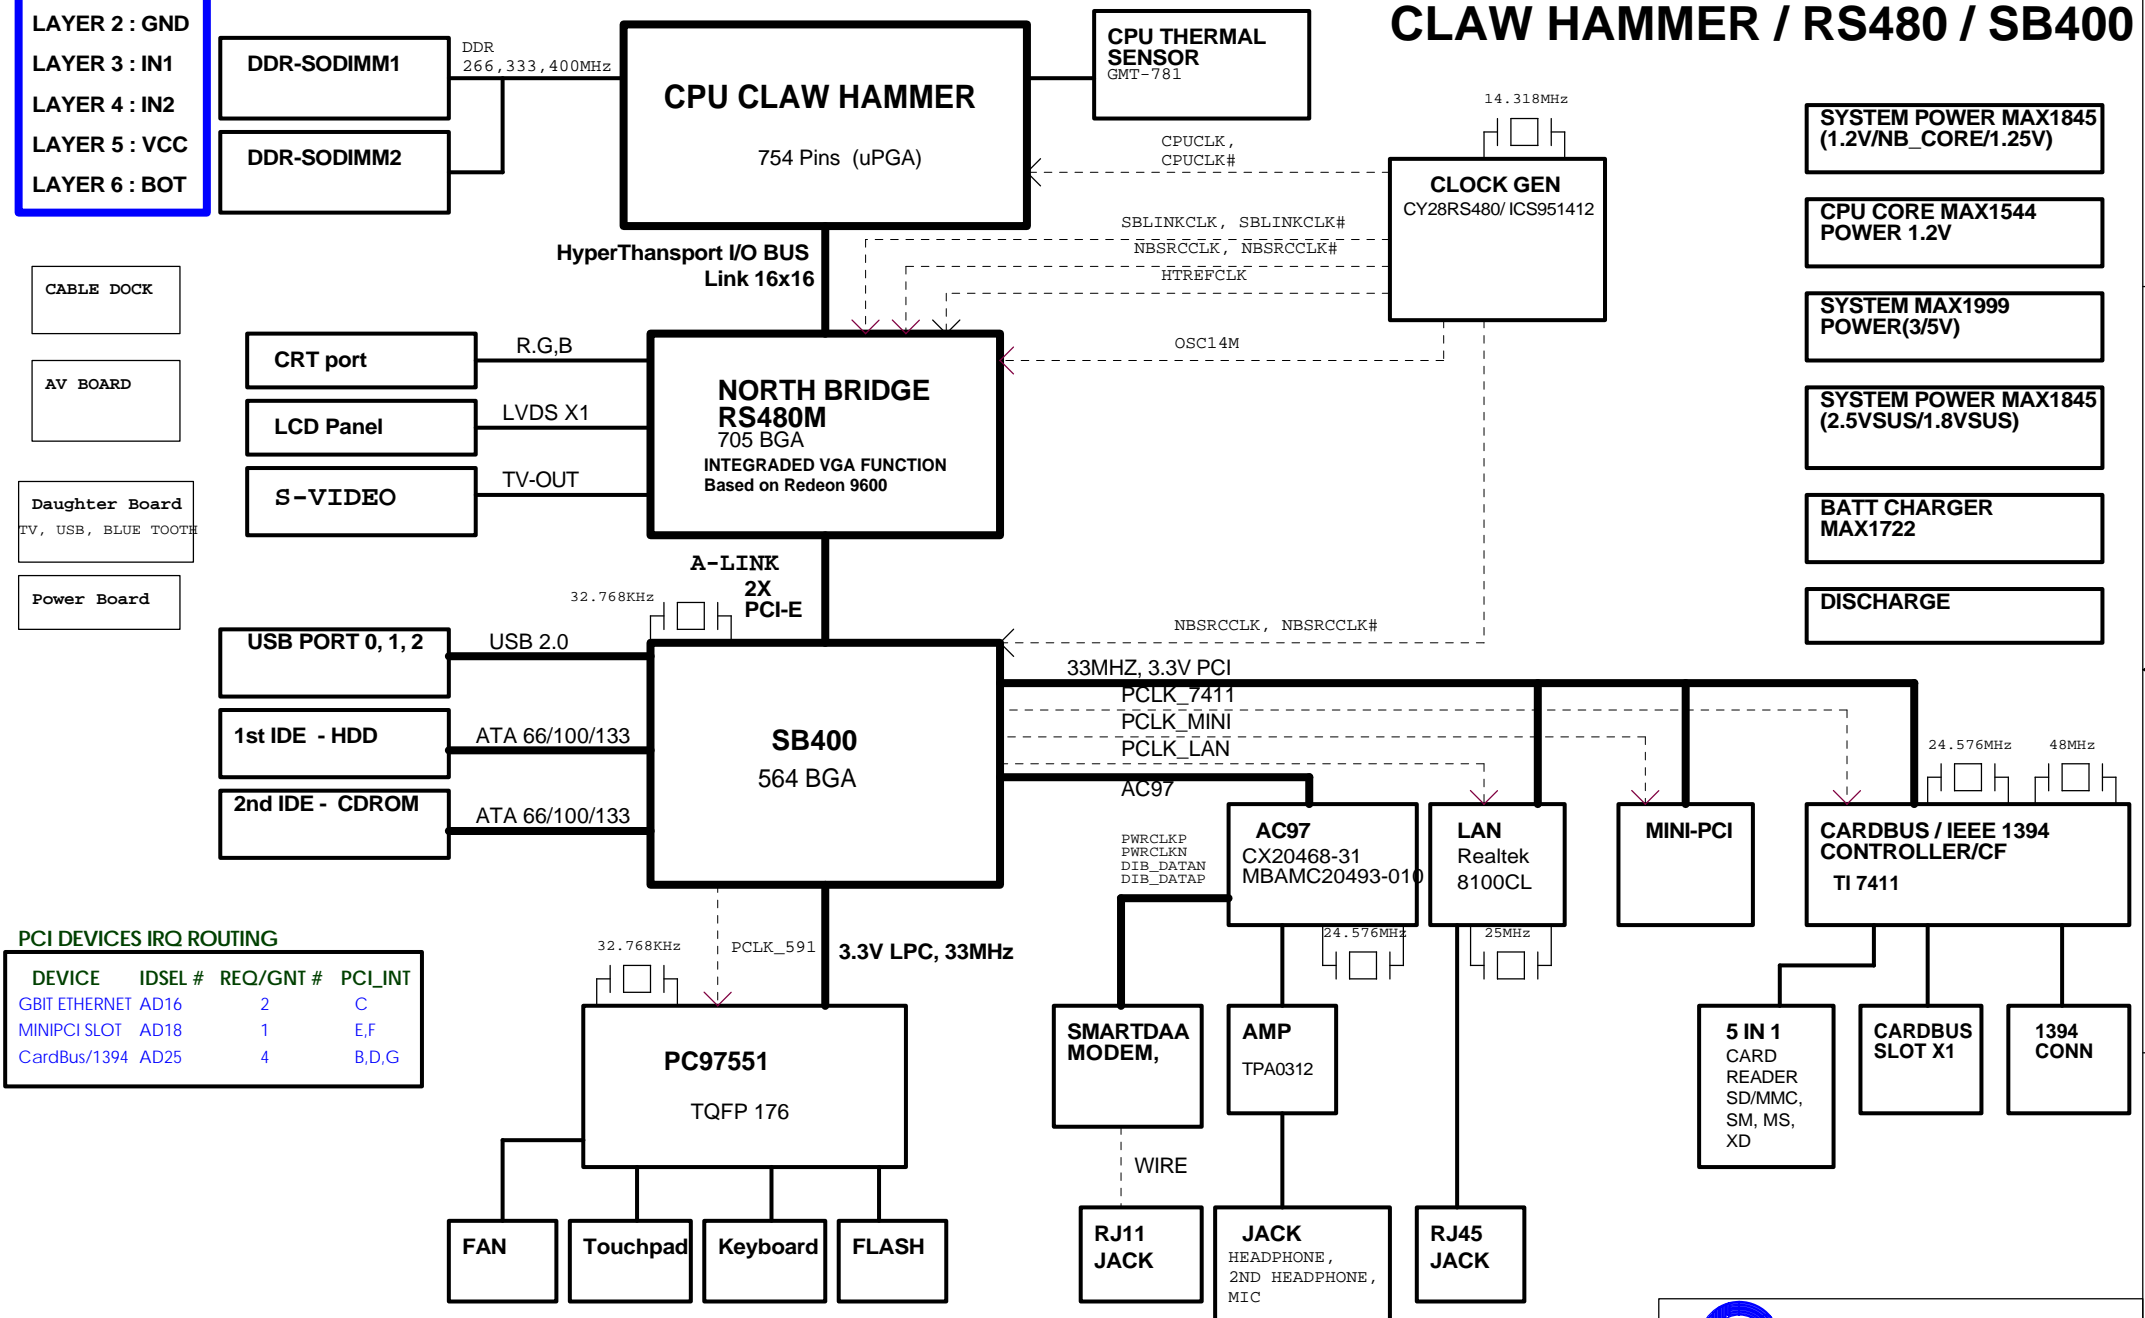 CLAW HAMMER / RS480 / SB400
LAYER 2 : GND
LAYER 3 : IN1
LAYER 4 : IN2
LAYER 5 : VCC
LAYER 6 : BOT
DDR-SODIMM1
DDR-SODIMM2
DDR
266,333,400MHz
CPU CLAW HAMMER
754 Pins (uPGA)
CPU THERMAL
SENSOR
GMT-781
14.318MHz
CPUCLK,
CPUCLK#
CLOCK GEN
CY28RS480/ ICS951412
SBLINKCLK, SBLINKCLK#
NBSRCCLK, NBSRCCLK#
HTREFCLK
OSC14M
SYSTEM POWER MAX1845
(1.2V/NB_CORE/1.25V)
CPU CORE MAX1544
POWER 1.2V
SYSTEM MAX1999
POWER(3/5V)
SYSTEM POWER MAX1845
(2.5VSUS/1.8VSUS)
BATT CHARGER
MAX1722
DISCHARGE
HyperThansport I/O BUS
Link 16x16
CABLE DOCK
AV BOARD
Daughter Board
TV, USB, BLUE TOOTH
Power Board
CRT port
R.G,B
LCD Panel
LVDS X1
S-VIDEO
TV-OUT
NORTH BRIDGE
RS480M
705 BGA
INTEGRADED VGA FUNCTION
Based on Redeon 9600
A-LINK
2X
PCI-E
32.768KHz
NBSRCCLK, NBSRCCLK#
USB PORT 0, 1, 2
USB 2.0
1st IDE - HDD
ATA 66/100/133
2nd IDE - CDROM
ATA 66/100/133
SB400
564 BGA
33MHZ, 3.3V PCI
PCLK_7411
PCLK_MINI
PCLK_LAN
AC97
24.576MHz
48MHz
PWRCLKP
PWRCLKN
DIB_DATAN
DIB_DATAP
AC97
CX20468-31
MBAMC20493-010
24.576MHz
LAN
Realtek
8100CL
25MHz
MINI-PCI
CARDBUS / IEEE 1394
CONTROLLER/CF
TI 7411
PCI DEVICES IRQ ROUTING
DEVICE IDSEL # REQ/GNT # PCI_INT
GBIT ETHERNET AD16 2 C
MINIPCI SLOT AD18 1 E,F
CardBus/1394 AD25 4 B,D,G
32.768KHz
PCLK_591
3.3V LPC, 33MHz
PC97551
TQFP 176
SMARTDAA
MODEM,
AMP
TPA0312
5 IN 1
CARD
READER
SD/MMC,
SM, MS,
XD
CARDBUS
SLOT X1
1394
CONN
WIRE
FAN
Touchpad
Keyboard
FLASH
RJ11
JACK
JACK
HEADPHONE,
2ND HEADPHONE,
MIC
RJ45
JACK